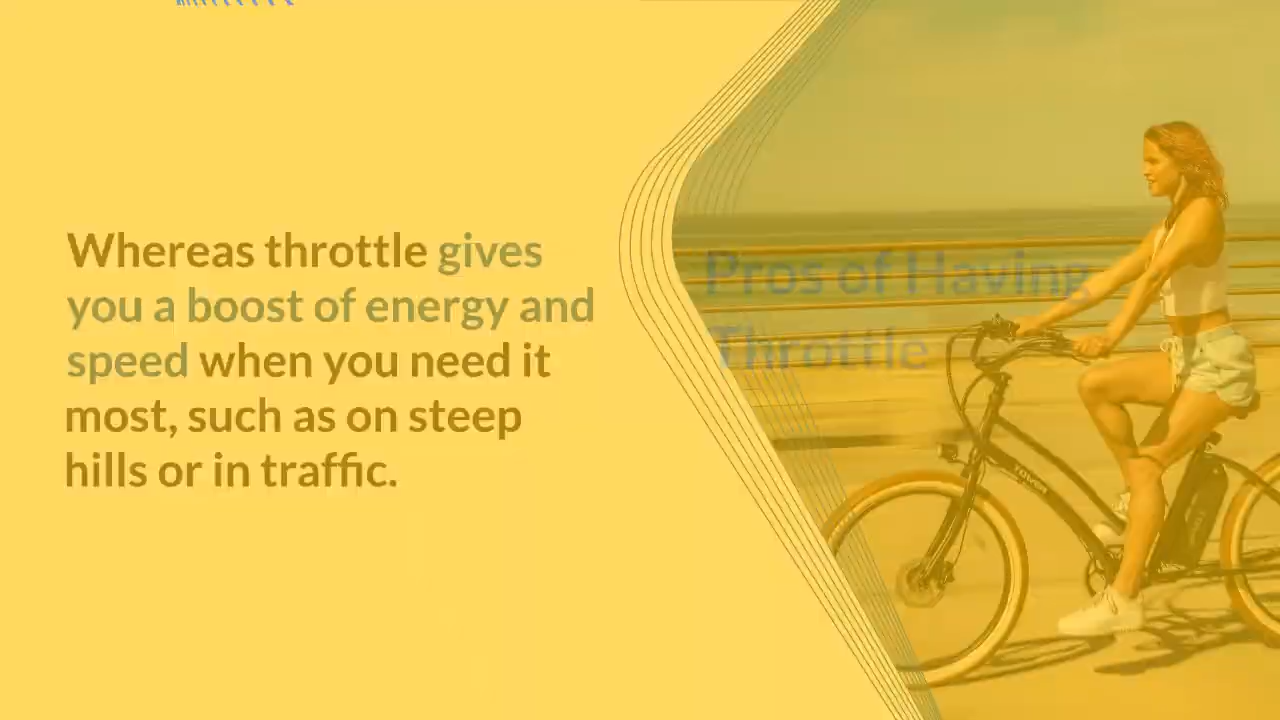 Whereas throttle gives
you a boost of energy and
speed when you need it
most, such as on steep
hills or in traffic.
Pros of Having
Throttle